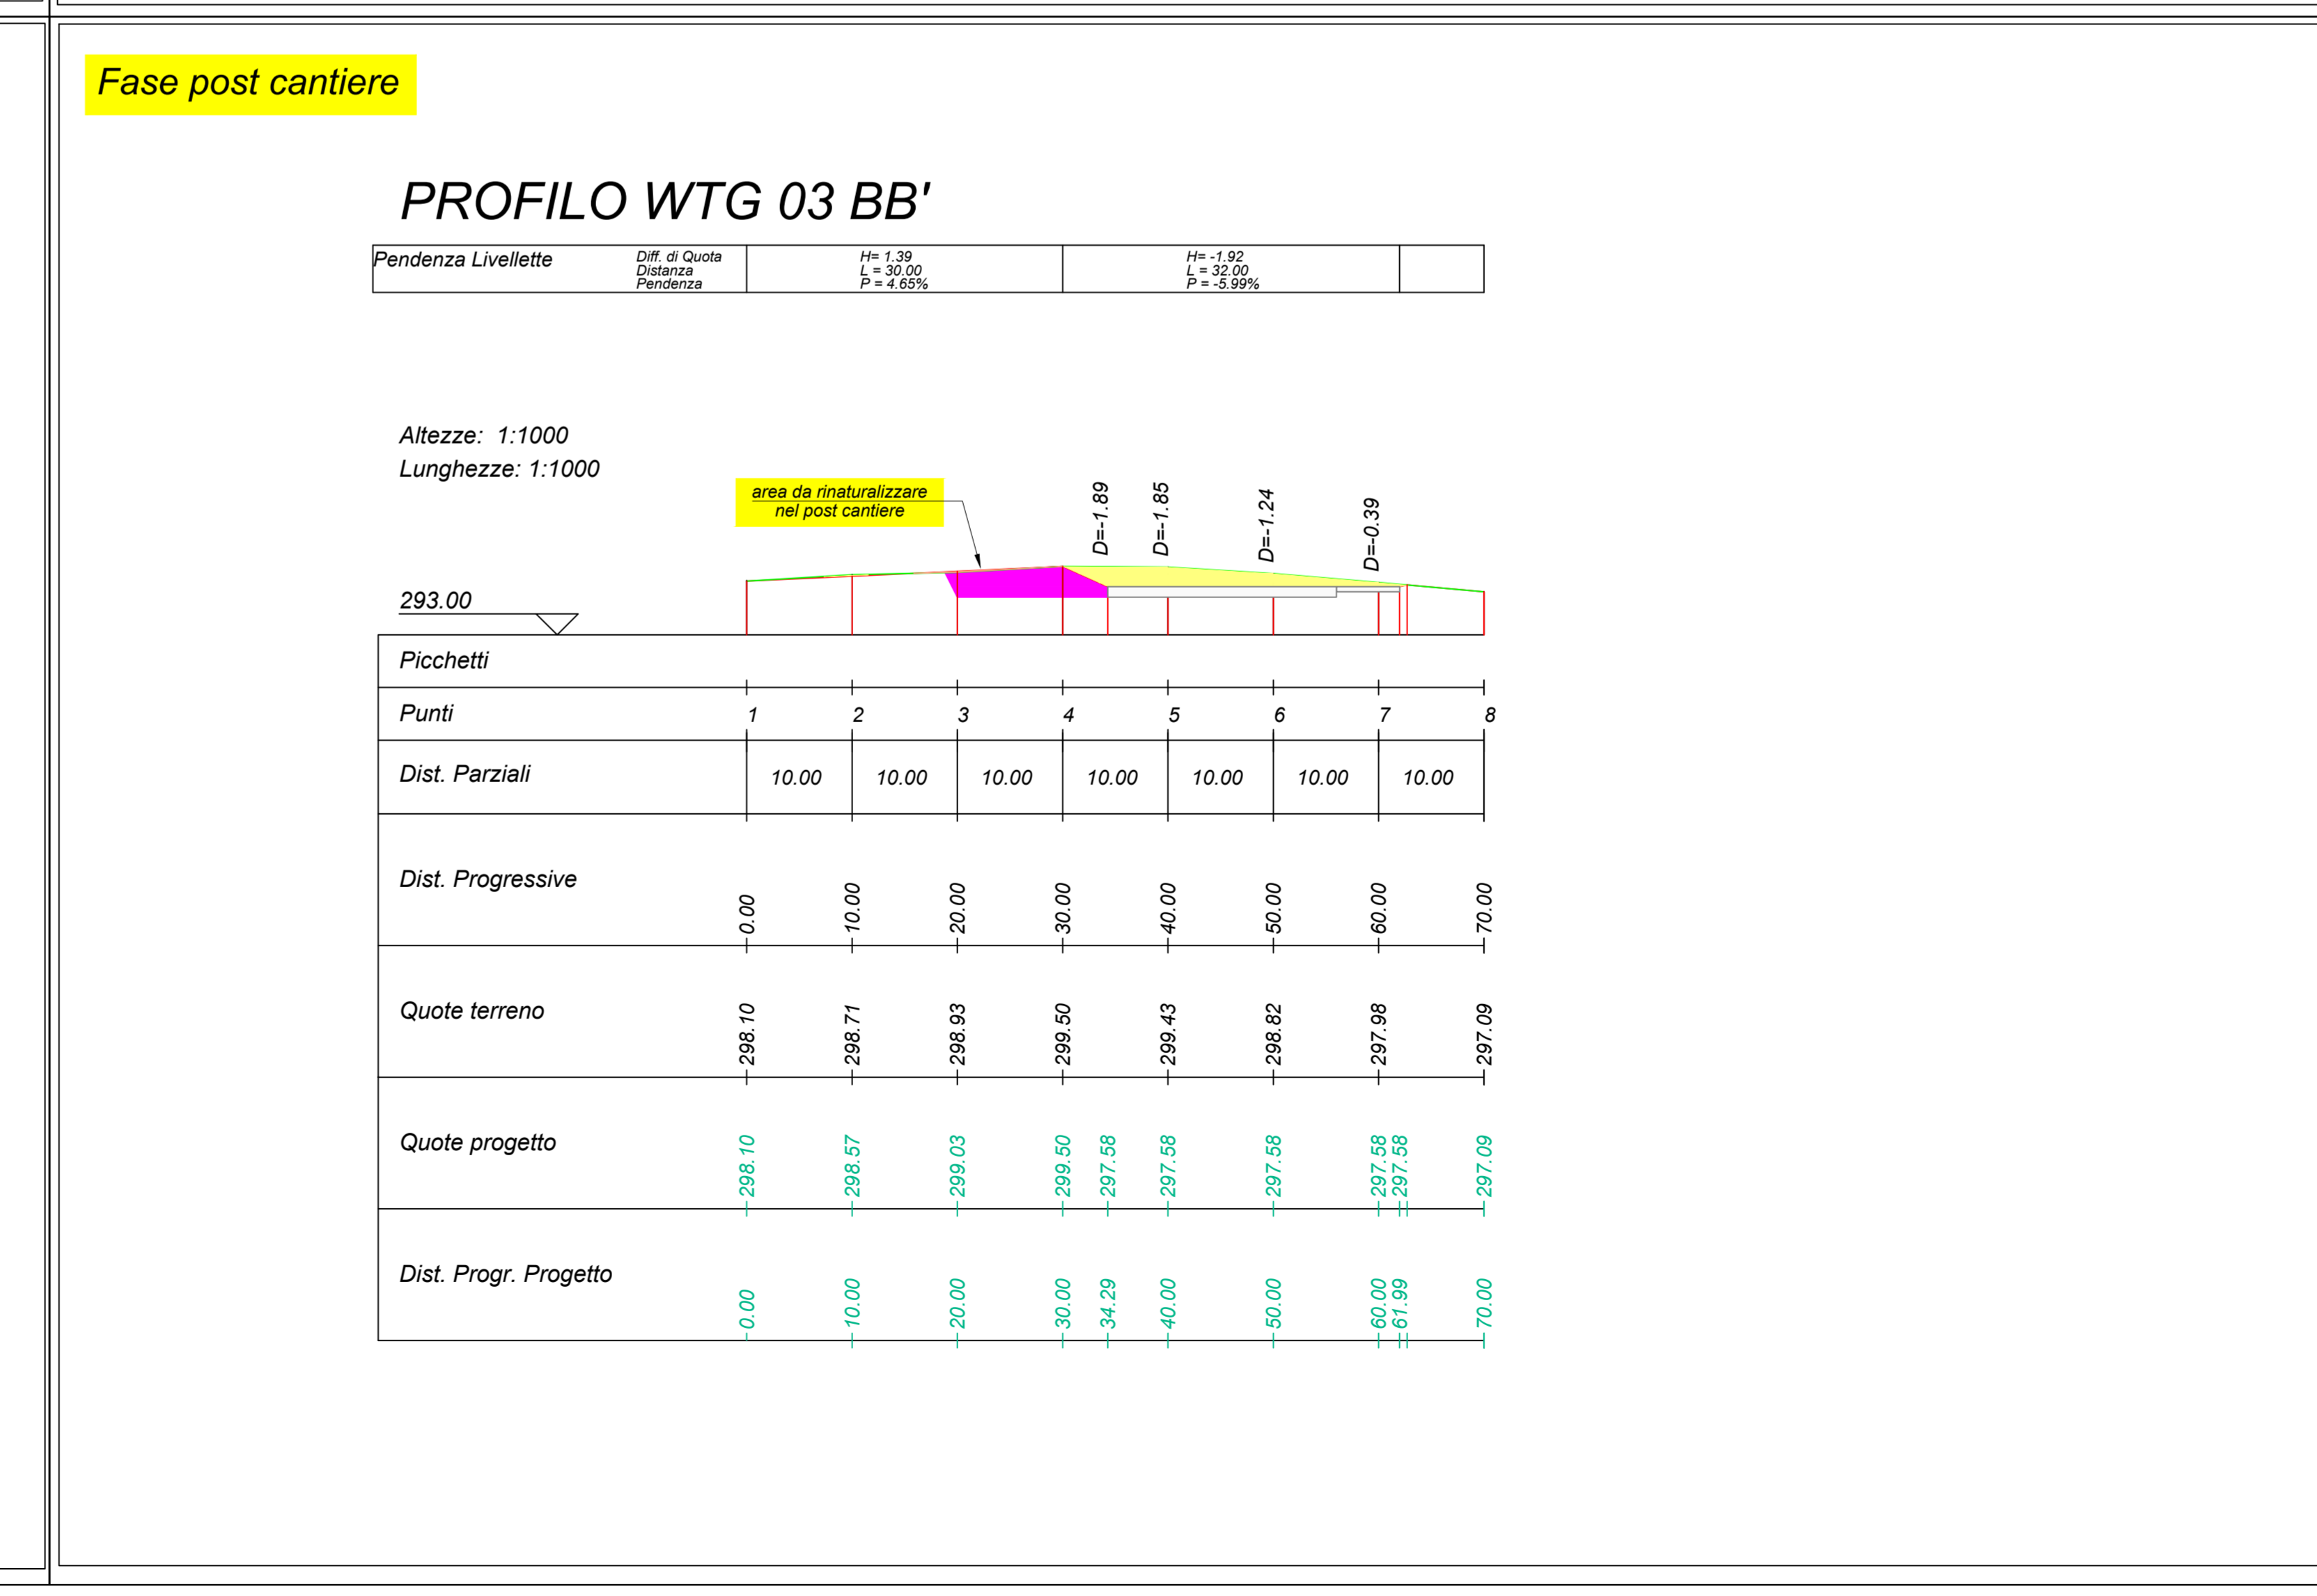 Fase post cantiere
PROFILO WTG 03 BB'
Pendenza Livellette
Diff. di Quota
Distanza
Pendenza
H= 1.39
L = 30.00
P = 4.65%
H= -1.92
L = 32.00
P = -5.99%
Altezze: 1:1000
Lunghezze: 1:1000
area da rinaturalizzare
nel post cantiere
D=-1.89
D=-1.85
D=-1.24
D=-0.39
293.00
Picchetti
Punti 1 2 3 4 5 6 7 8
Dist. Parziali 10.00 10.00 10.00 10.00 10.00 10.00 10.00
Dist. Progressive 0.00 10.00 20.00 30.00 40.00 50.00 60.00 70.00
Quote terreno 298.10 298.71 298.93 299.50 299.43 298.82 297.98 297.09
Quote progetto 298.10 298.57 299.03 299.50 297.58 297.58 297.58 297.58 297.58 297.09
Dist. Progr. Progetto 0.00 10.00 20.00 30.00 34.29 40.00 50.00 60.00 61.99 70.00